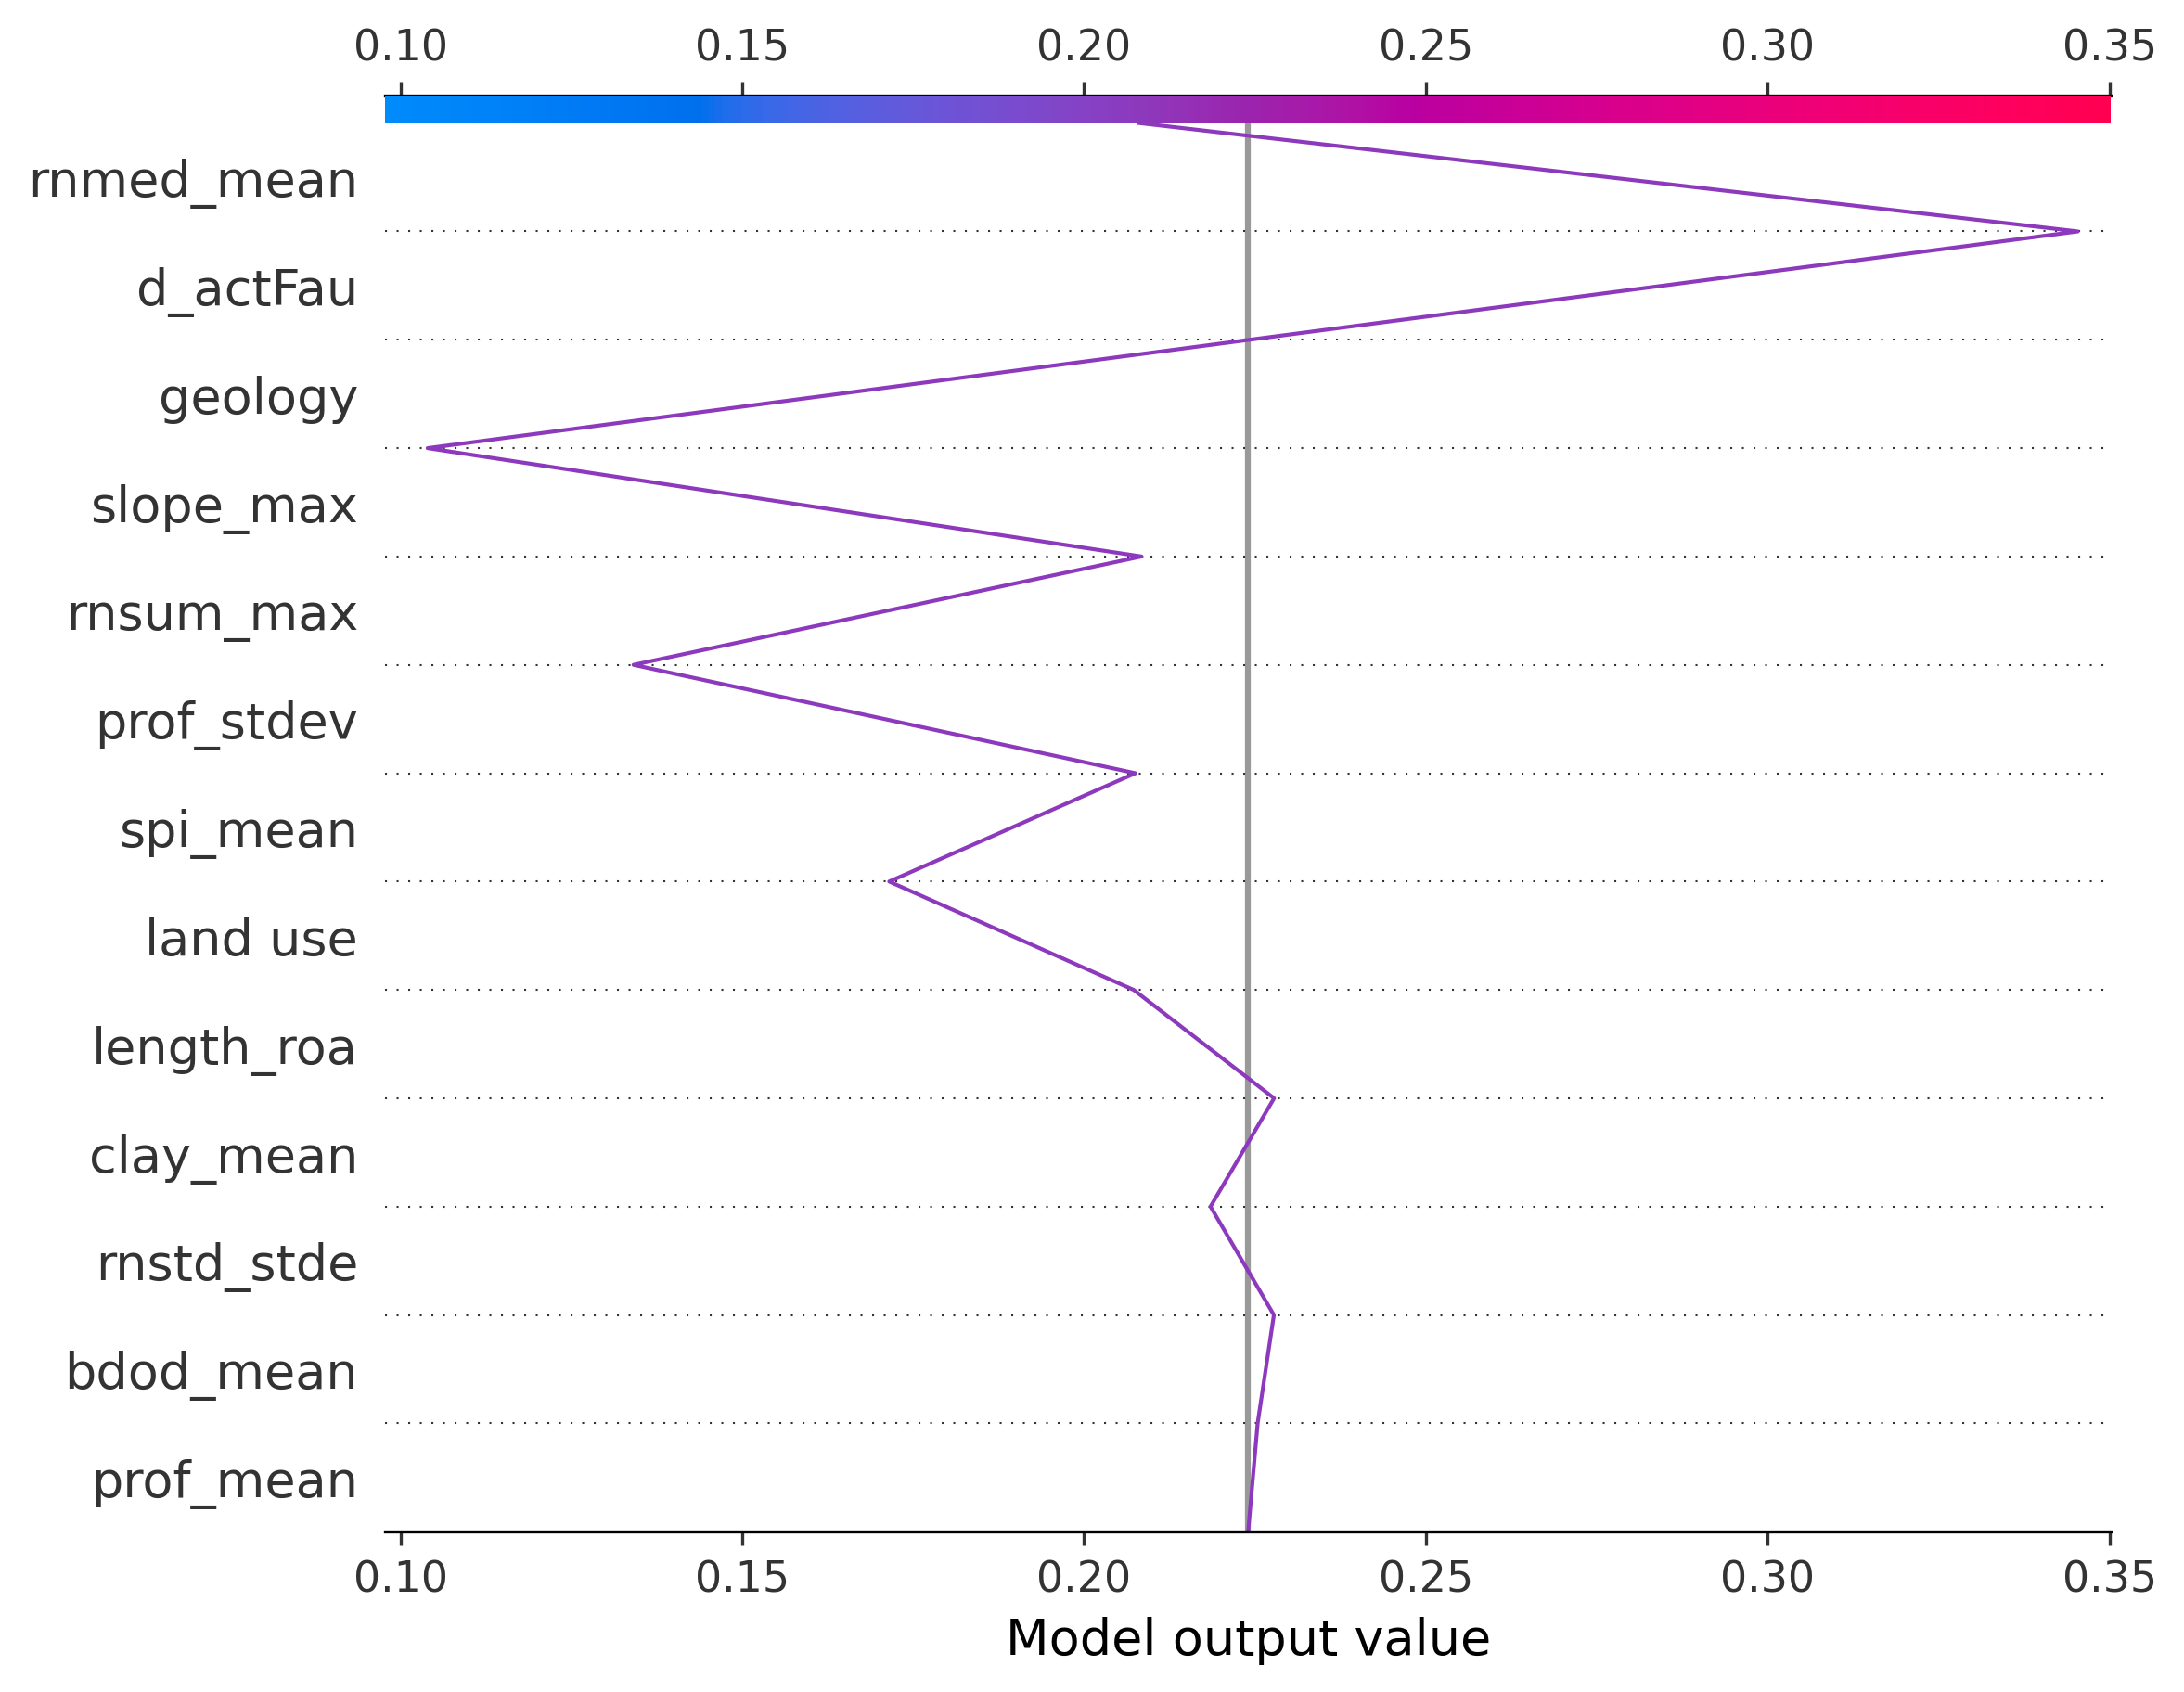 0.10 0.15 0.20 0.25 0.30 0.35
rnmed_mean
d_actFau
geology
slope_max
rnsum_max
prof_stdev
spi_mean
land use
length_roa
clay_mean
rnstd_stde
bdod_mean
prof_mean
0.10 0.15 0.20 0.25 0.30 0.35
Model output value